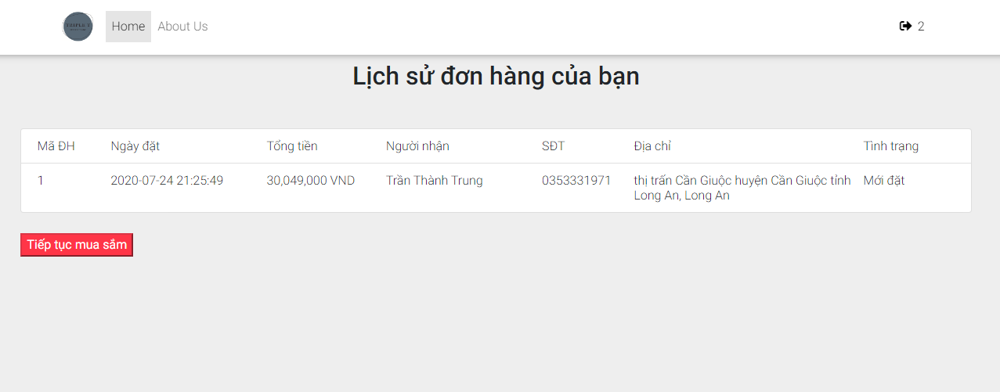 TRIPLE T
Home About Us 2
Lịch sử đơn hàng của bạn
Mã ĐH Ngày đặt Tổng tiền Người nhận SĐT Địa chỉ Tình trạng
1 2020-07-24 21:25:49 30,049,000 VND Trần Thành Trung 0353331971 thị trấn Cần Giuộc huyện Cần Giuộc tỉnh Mới đặt
Long An, Long An
Tiếp tục mua sắm